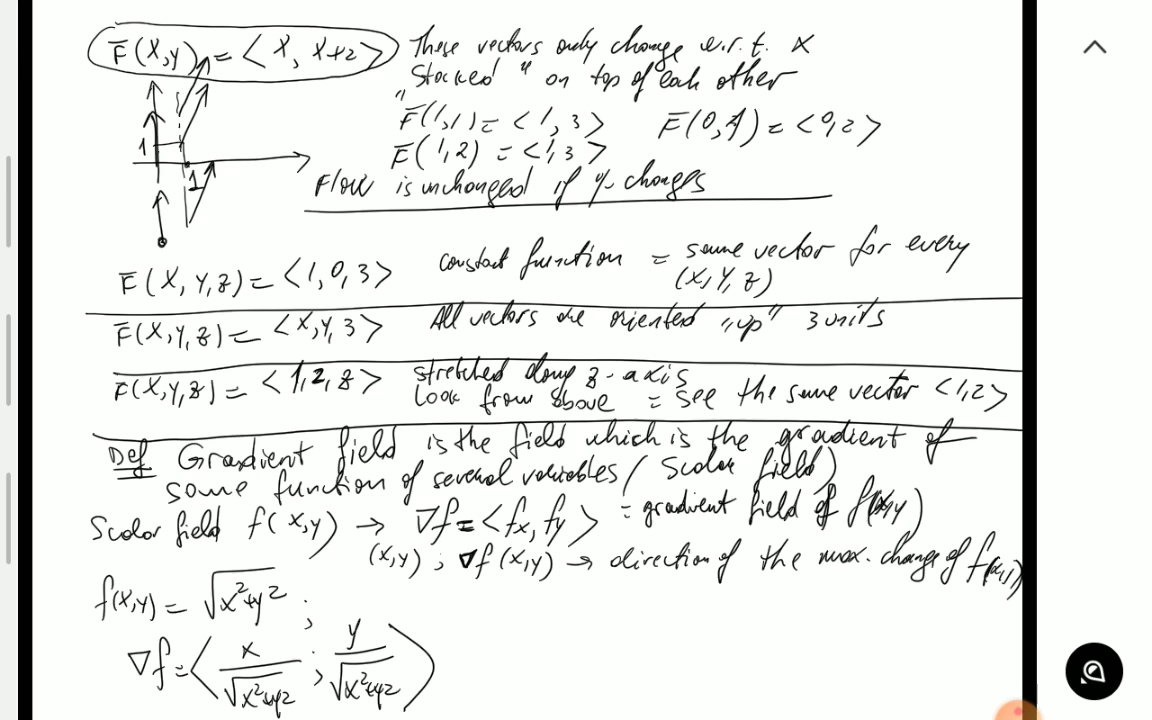 F̄(x,y) = < x, x+2 > These vectors only change w.r.t. x
„Stacked" on top of each other
F̄(1,1) = < 1, 3 > F̄(0,1) = <0,2>
F̄(1,2) = <1,3>
1
1
Flow is unchanged if y changes
F̄(x,y,z) = <1,0,3> constant function = same vector for every (x,y,z)
F̄(x,y,z) = <x,y,3> All vectors are oriented „up" 3 units
F̄(x,y,z) = <1,2,z> stretched along z-axis
Look from above = see the same vector <1,2>
Def Gradient field is the field which is the gradient of
some function of several variables (scalar field)
Scalar field f(x,y) → ∇f = <fx, fy> = gradient field of f(x,y)
(x,y) ; ∇f(x,y) → direction of the max. change of f(x,y)
f(x,y) = √x²+y² ;
∇f = < x/√x²+y² ; y/√x²+y² >